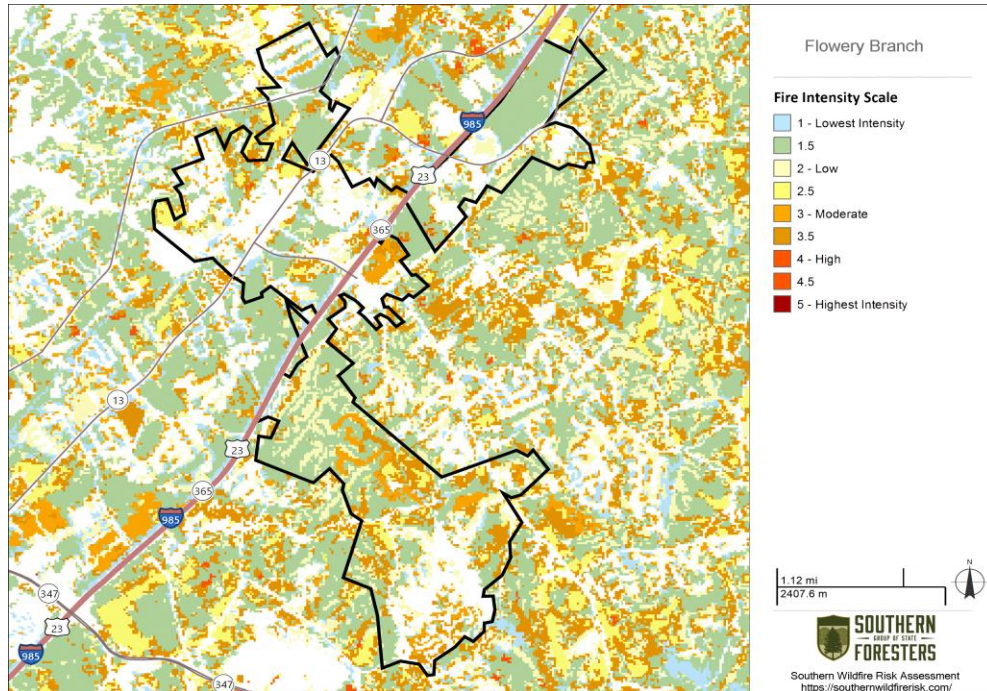 Flowery Branch
Fire Intensity Scale
1 - Lowest Intensity
1.5
2 - Low
2.5
3 - Moderate
3.5
4 - High
4.5
5 - Highest Intensity
985
13
23
365
13
23
365
985
347
23
985
347
1.12 mi
2407.6 m
N
SOUTHERN
GROUP OF STATE
FORESTERS
Southern Wildfire Risk Assessment
https://southernwildfirerisk.com/